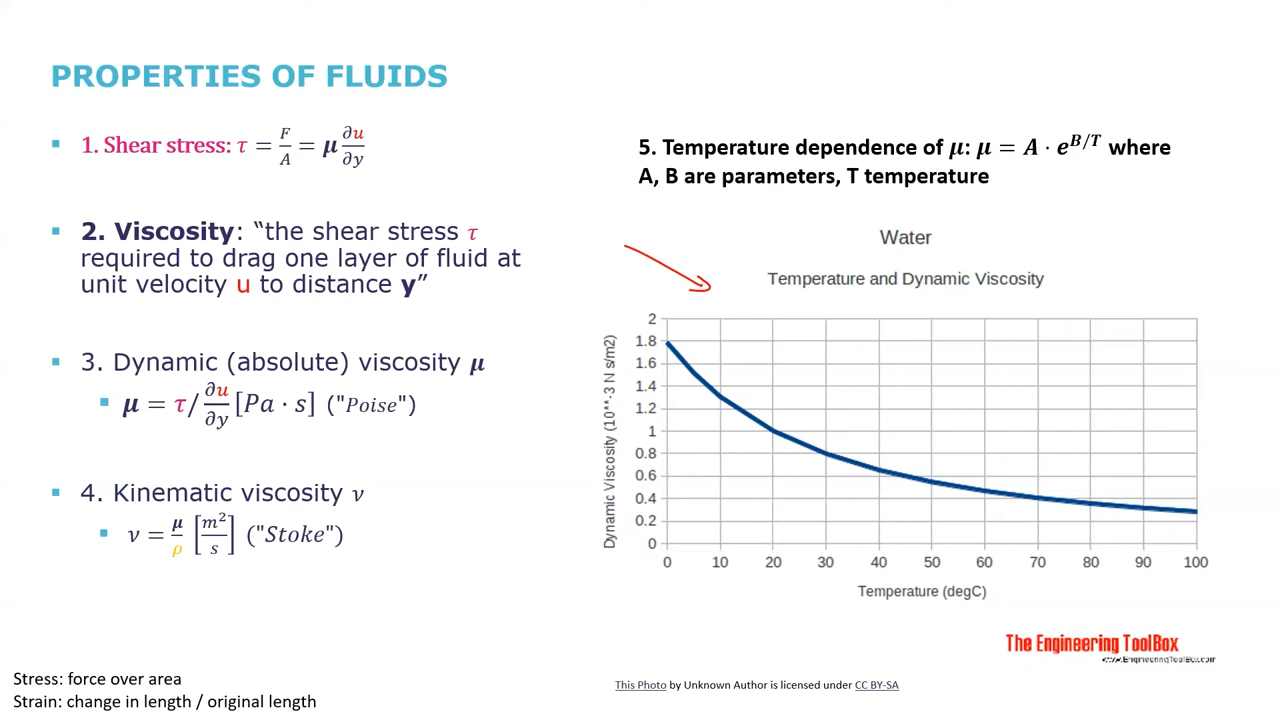 PROPERTIES OF FLUIDS
▪ 1. Shear stress: τ = F/A = μ ∂u/∂y
▪ 2. Viscosity: “the shear stress τ
required to drag one layer of fluid at
unit velocity u to distance y”
▪ 3. Dynamic (absolute) viscosity μ
▪ μ = τ/ ∂u/∂y [Pa · s] ("Poise")
▪ 4. Kinematic viscosity ν
▪ ν = μ/ρ [m²/s] ("Stoke")
Stress: force over area
Strain: change in length / original length
5. Temperature dependence of μ: μ = A · e^{B/T} where
A, B are parameters, T temperature
Water
Temperature and Dynamic Viscosity
Dynamic Viscosity (10**-3 N s/m2)
2
1.8
1.6
1.4
1.2
1
0.8
0.6
0.4
0.2
0
0 10 20 30 40 50 60 70 80 90 100
Temperature (degC)
The Engineering ToolBox
www.EngineeringToolBox.com
This Photo by Unknown Author is licensed under CC BY-SA